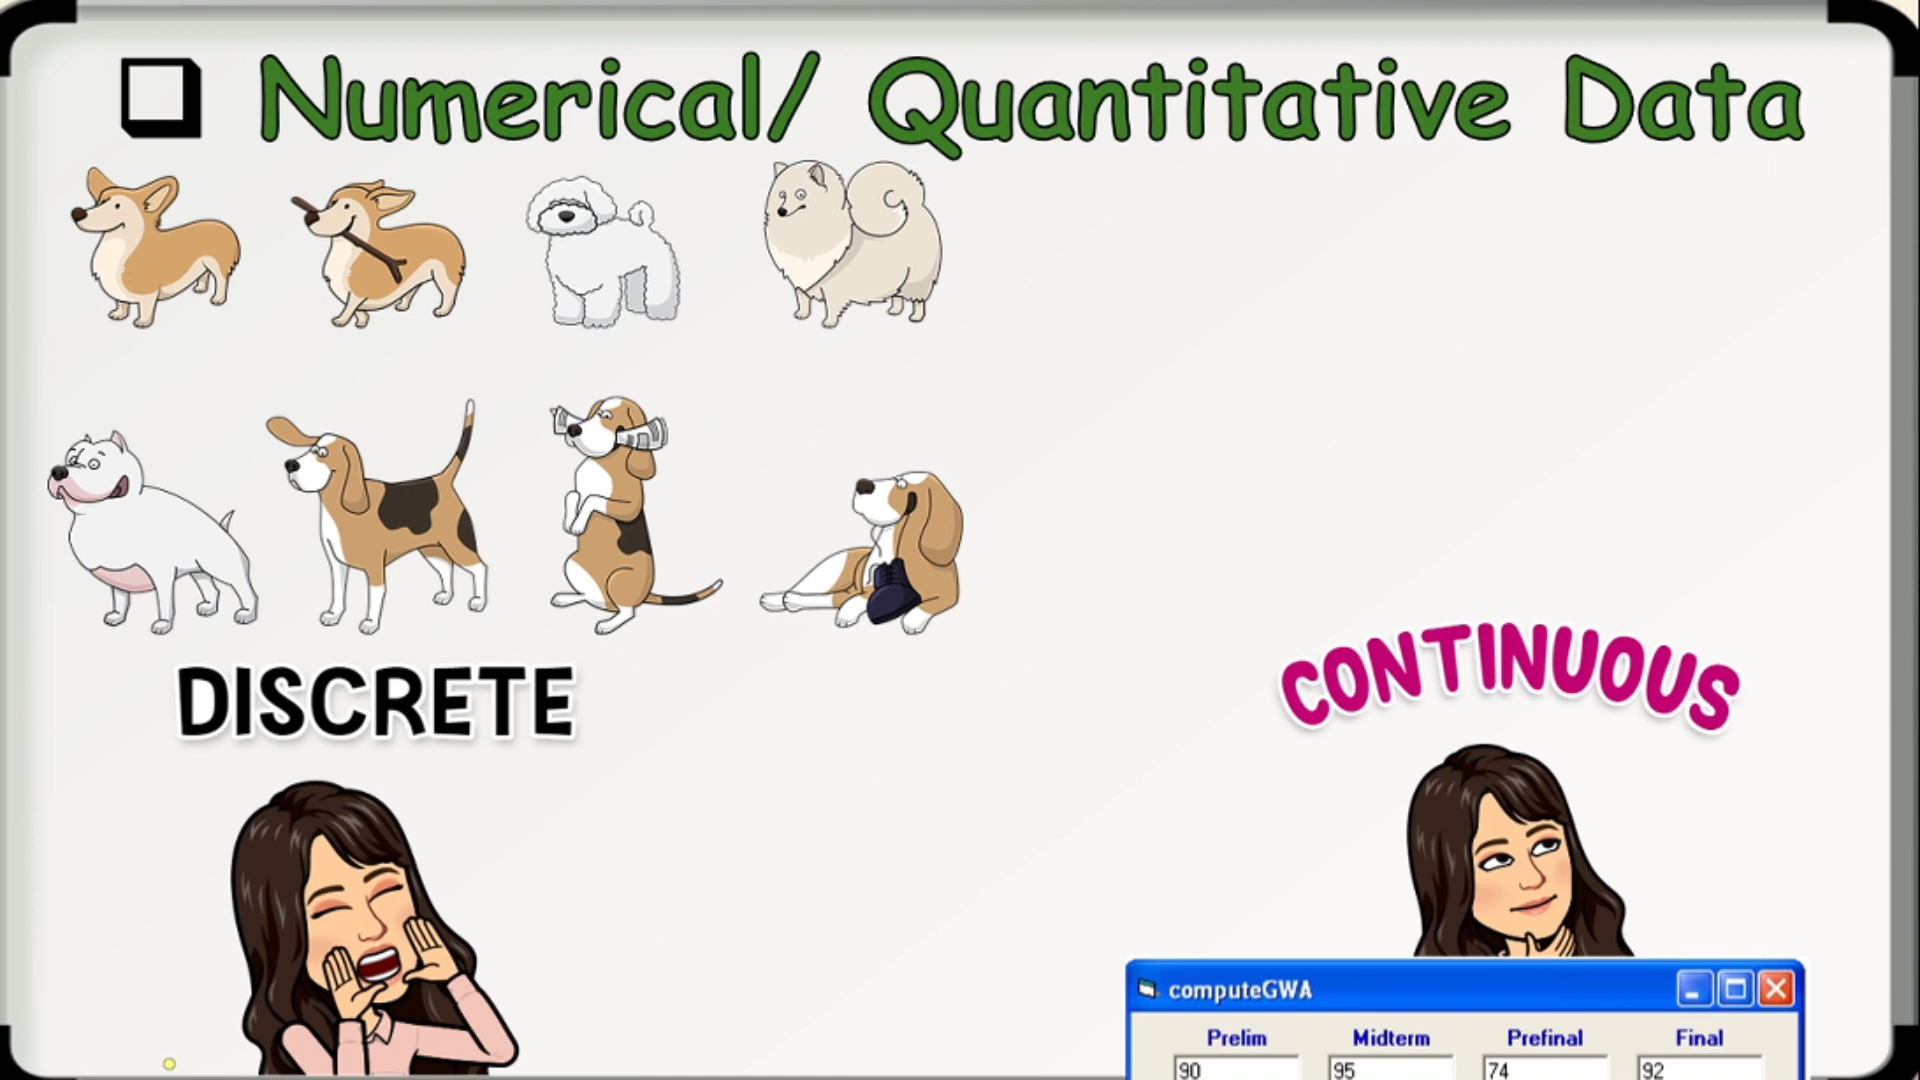 Numerical/ Quantitative Data
DISCRETE
CONTINUOUS
computeGWA
Prelim Midterm Prefinal Final
90 95 74 92